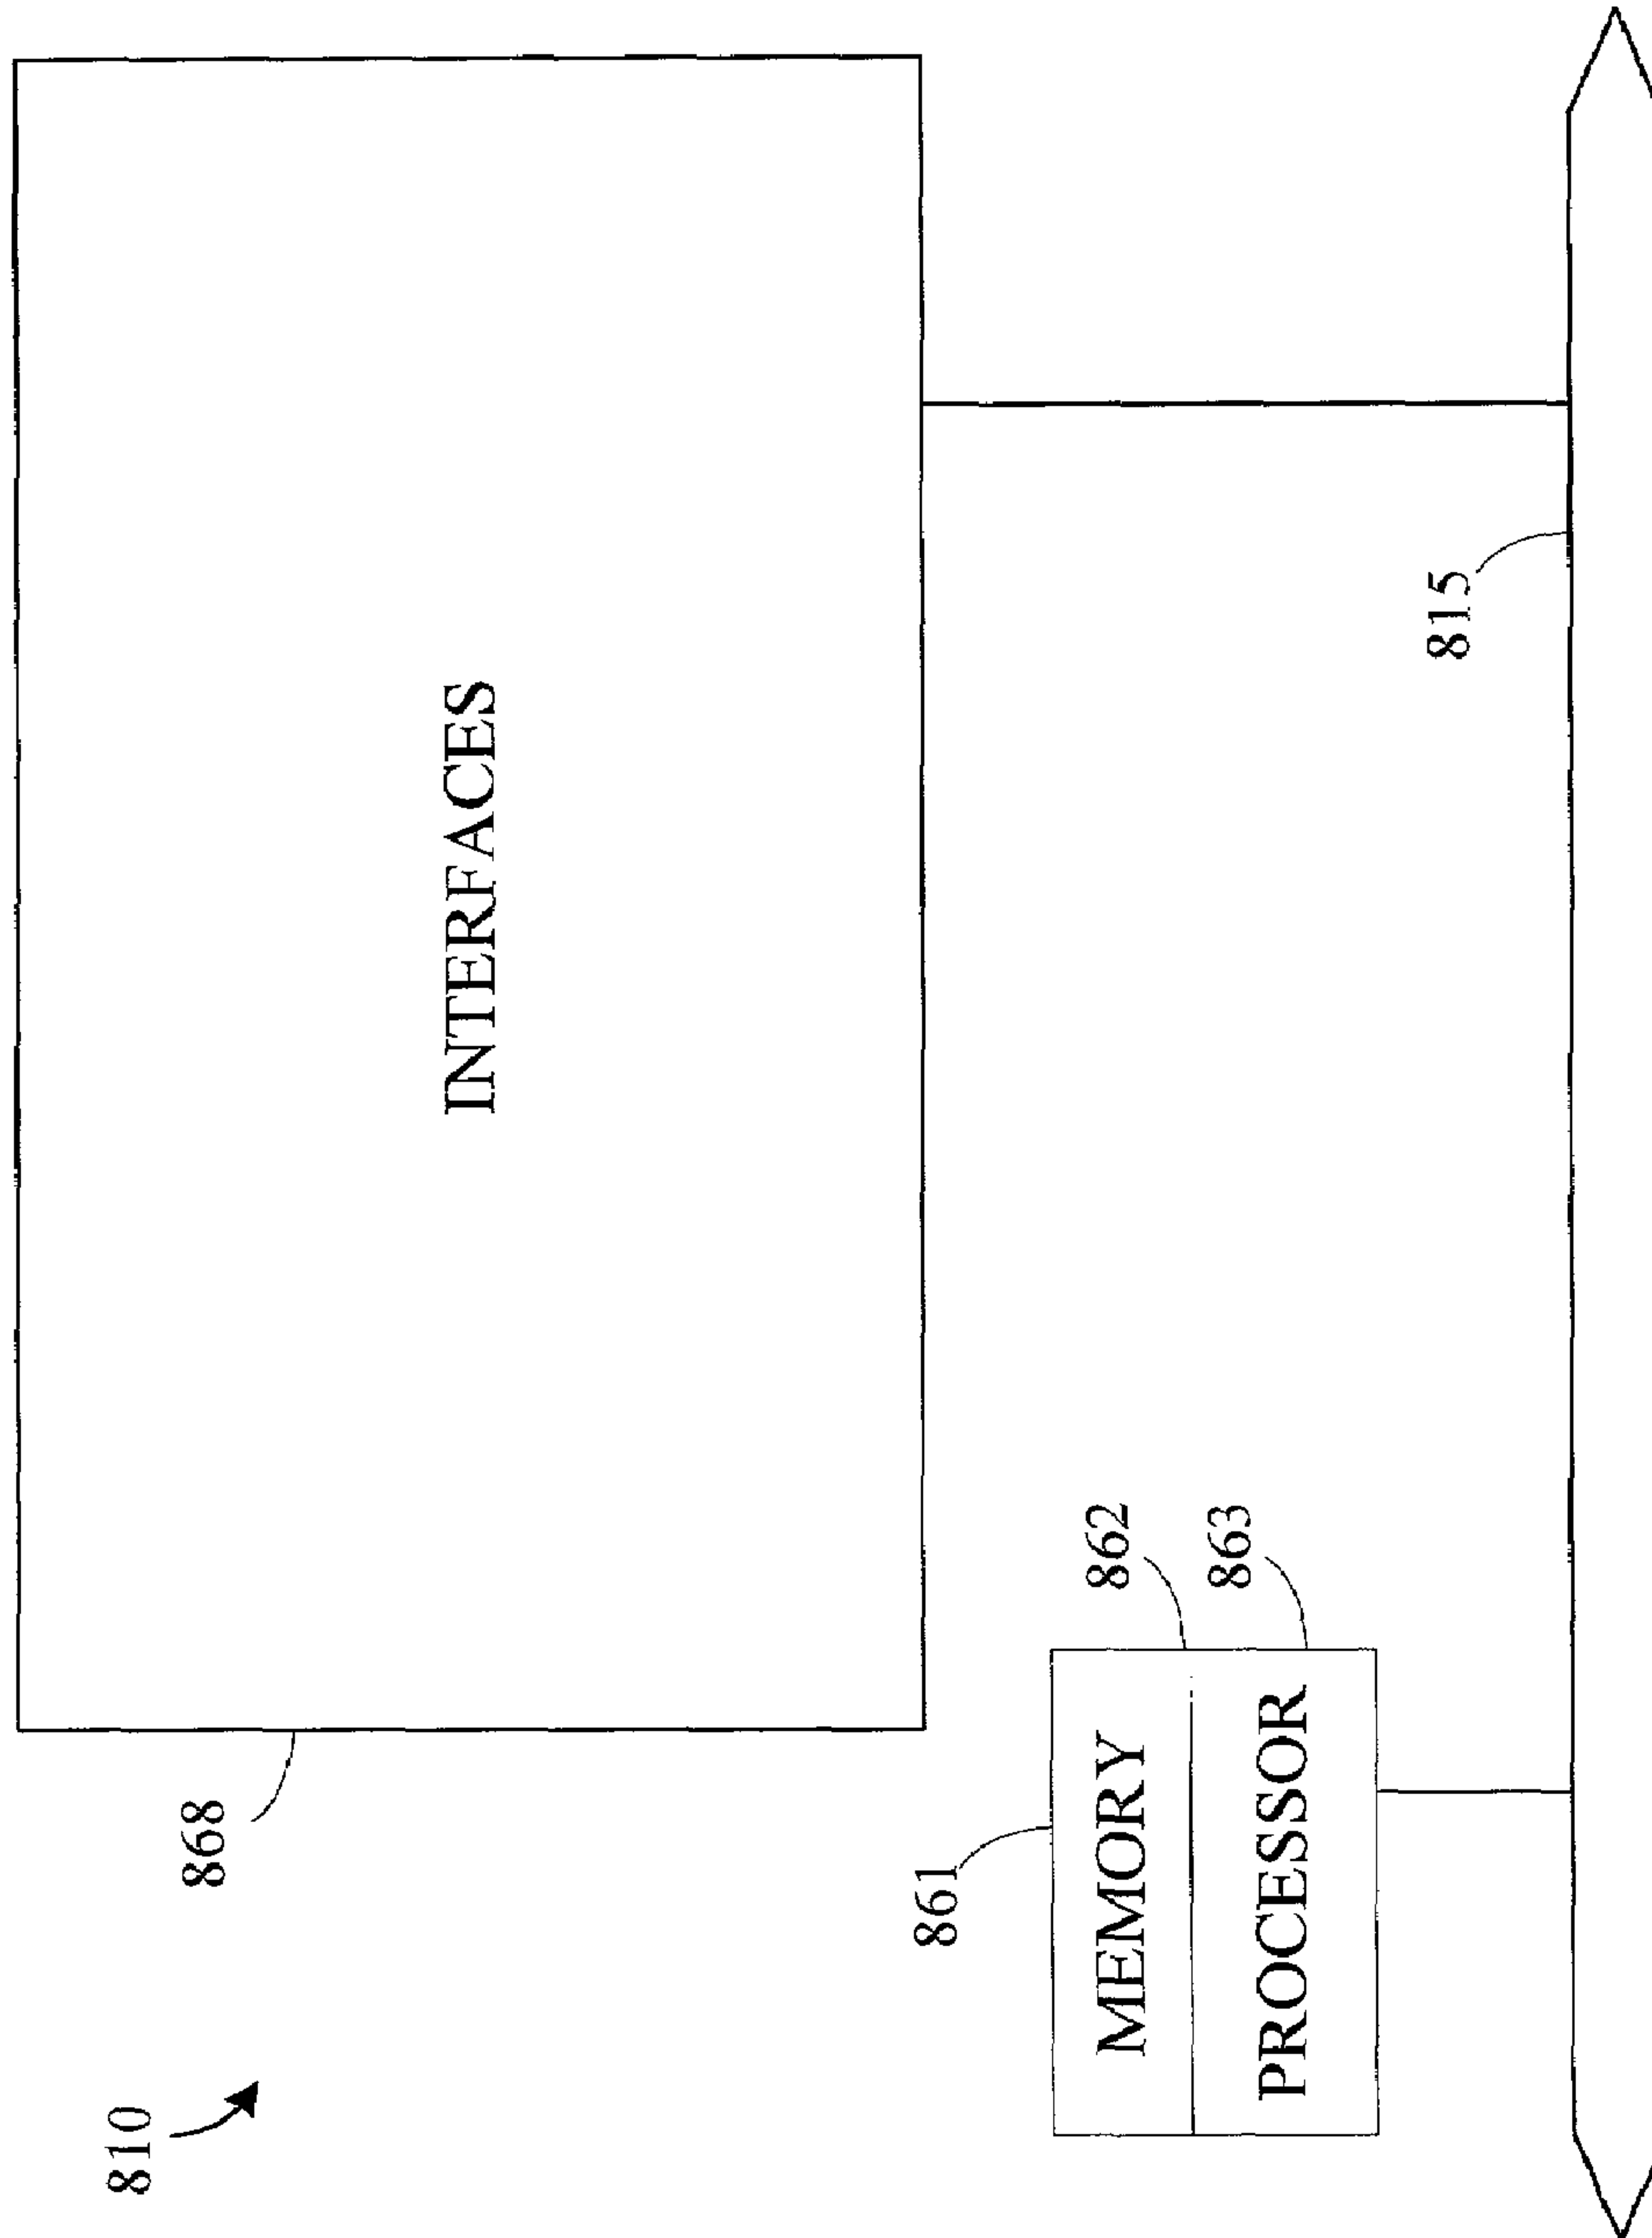 810
868
INTERFACES
861
MEMORY
862
PROCESSOR
863
815